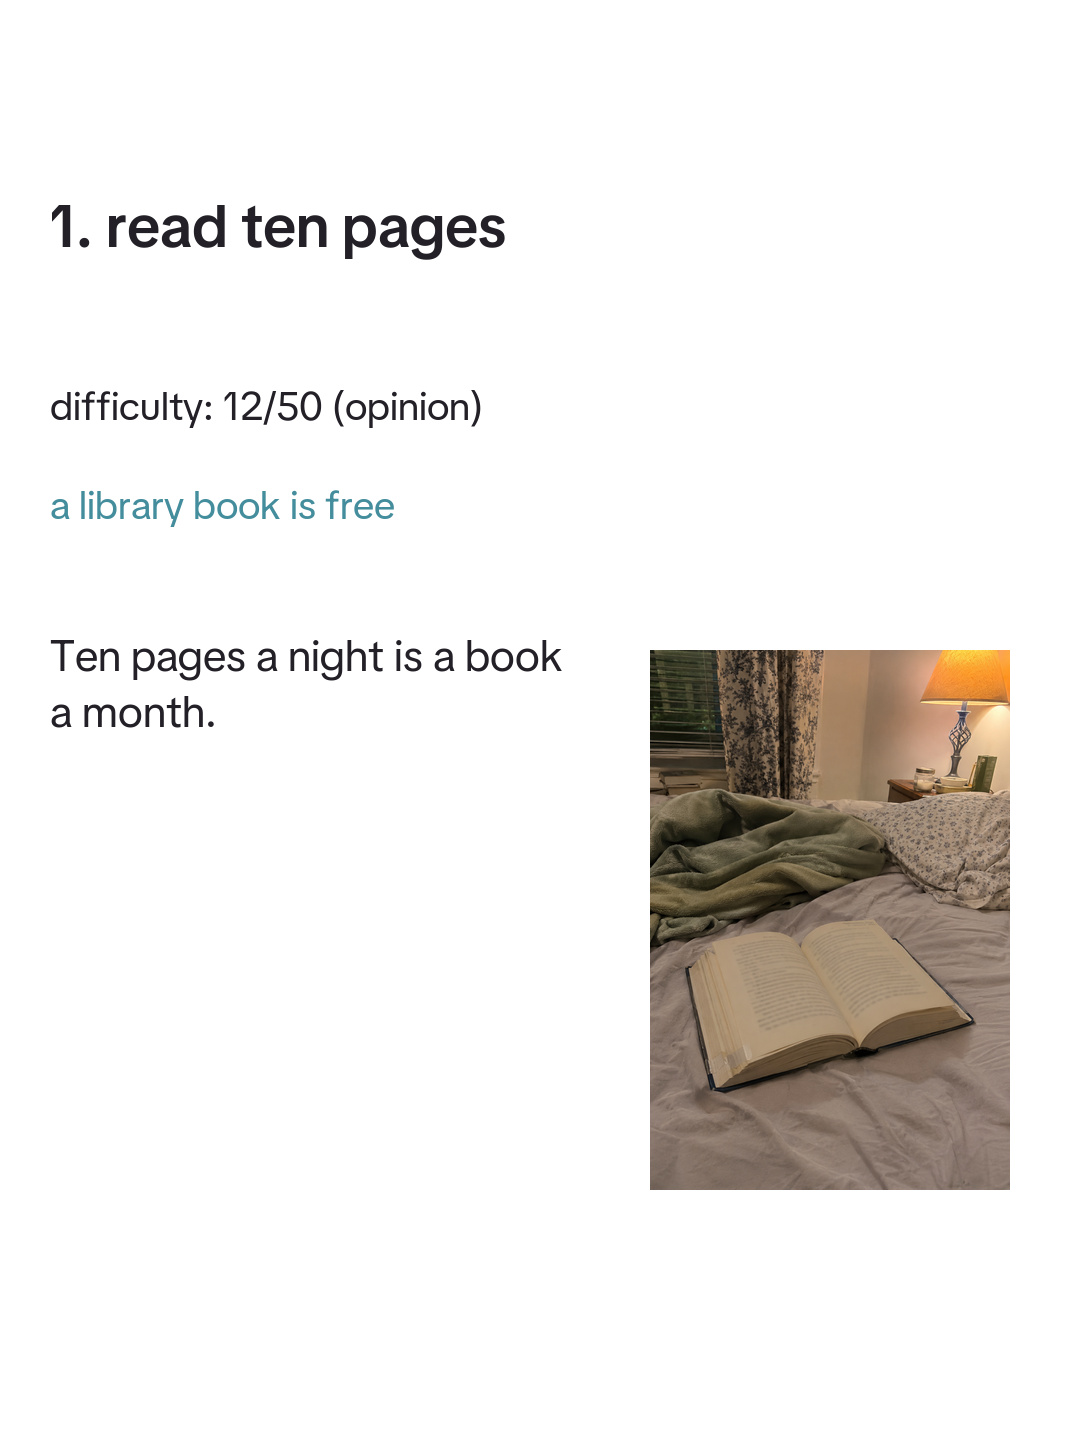 1. read ten pages
difficulty: 12/50 (opinion)
a library book is free
Ten pages a night is a book
a month.